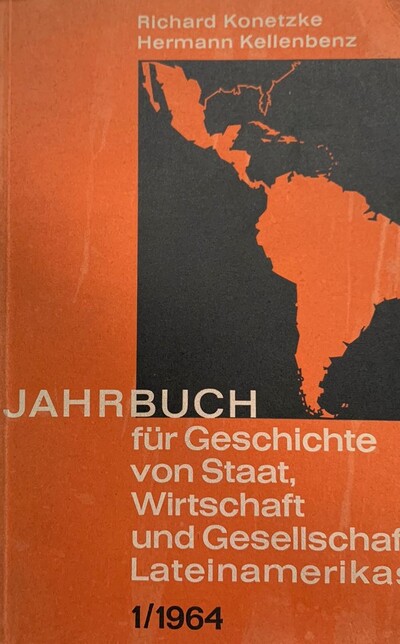 Richard Konetzke
Hermann Kellenbenz
JAHRBUCH
für Geschichte
von Staat,
Wirtschaft
und Gesellschaf
Lateinamerikas
1/1964